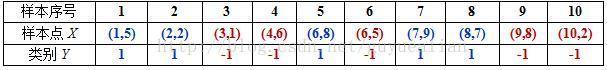 样本序号 1 2 3 4 5 6 7 8 9 10
样本点 X (1,5) (2,2) (3,1) (4,6) (6,8) (6,5) (7,9) (8,7) (9,8) (10,2)
类别 Y 1 1 -1 -1 1 -1 1 1 -1 -1